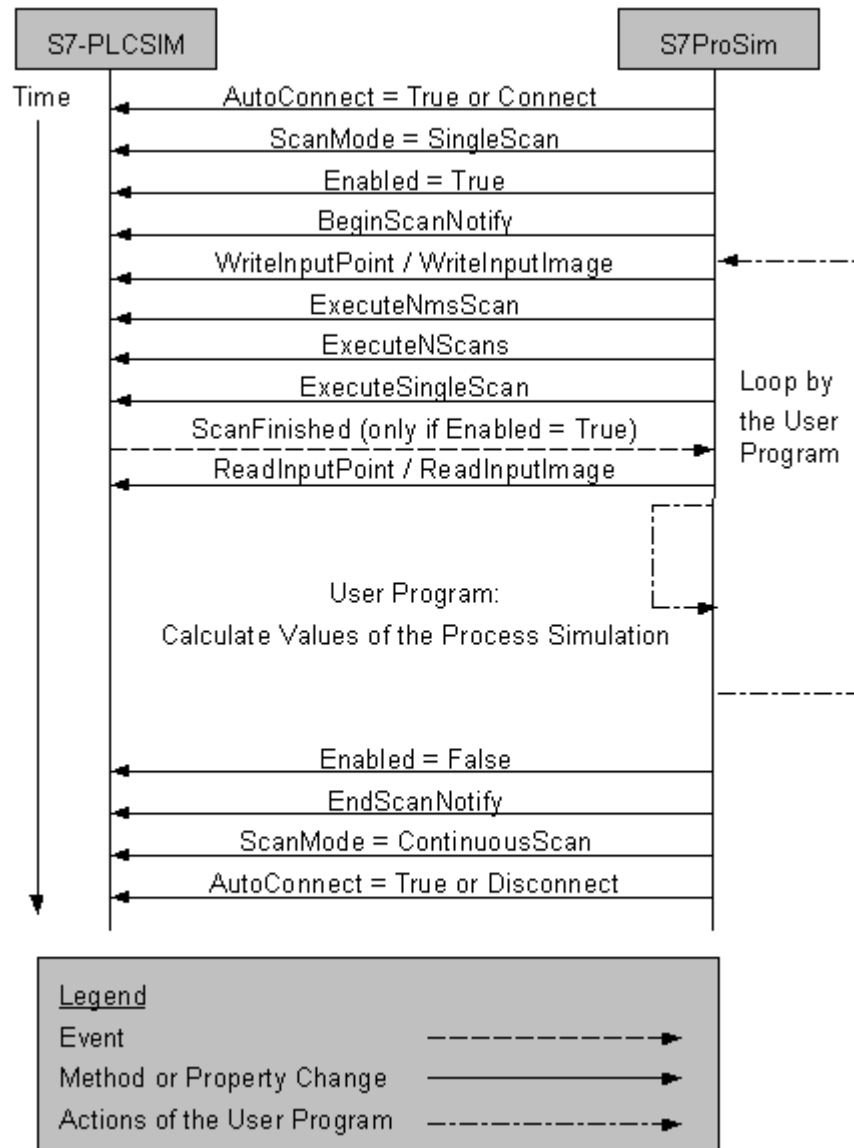 S7-PLCSIM
S7ProSim
Time
AutoConnect = True or Connect
ScanMode = SingleScan
Enabled = True
BeginScanNotify
WriteInputPoint / WriteInputImage
ExecuteNmsScan
ExecuteNScans
ExecuteSingleScan
ScanFinished (only if Enabled = True)
ReadInputPoint / ReadInputImage
Loop by
the User
Program
User Program:
Calculate Values of the Process Simulation
Enabled = False
EndScanNotify
ScanMode = ContinuousScan
AutoConnect = True or Disconnect
Legend
Event
Method or Property Change
Actions of the User Program